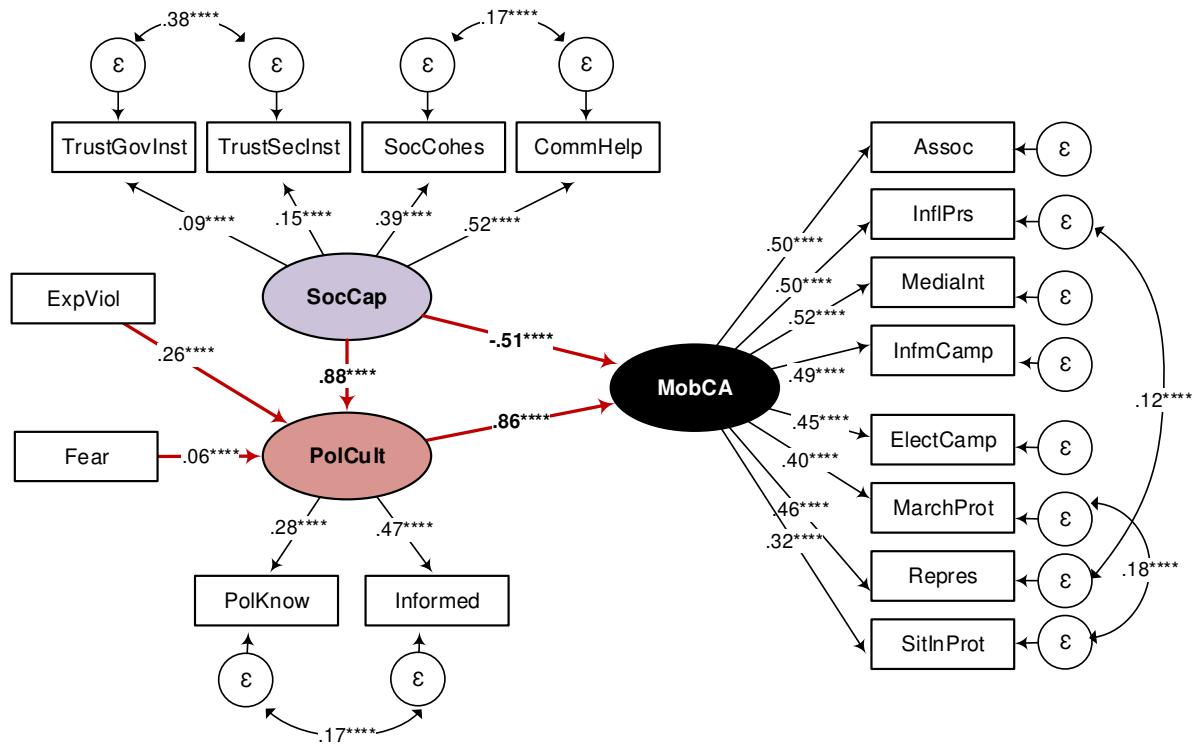 .38****
.17****
ε
ε
ε
ε
TrustGovInst
TrustSecInst
SocCohes
CommHelp
Assoc
ε
.09****
.15****
.39****
.52****
InflPrs
ε
.50****
ExpViol
SocCap
.50****
MediaInt
ε
.26****
-.51****
.52****
InfmCamp
ε
.88****
MobCA
.49****
.12****
.86****
.45****
ElectCamp
ε
Fear
.06****
PolCult
.40****
.28****
.47****
.46****
MarchProt
ε
.32****
.18****
PolKnow
Informed
Repres
ε
SitInProt
ε
ε
ε
.17****